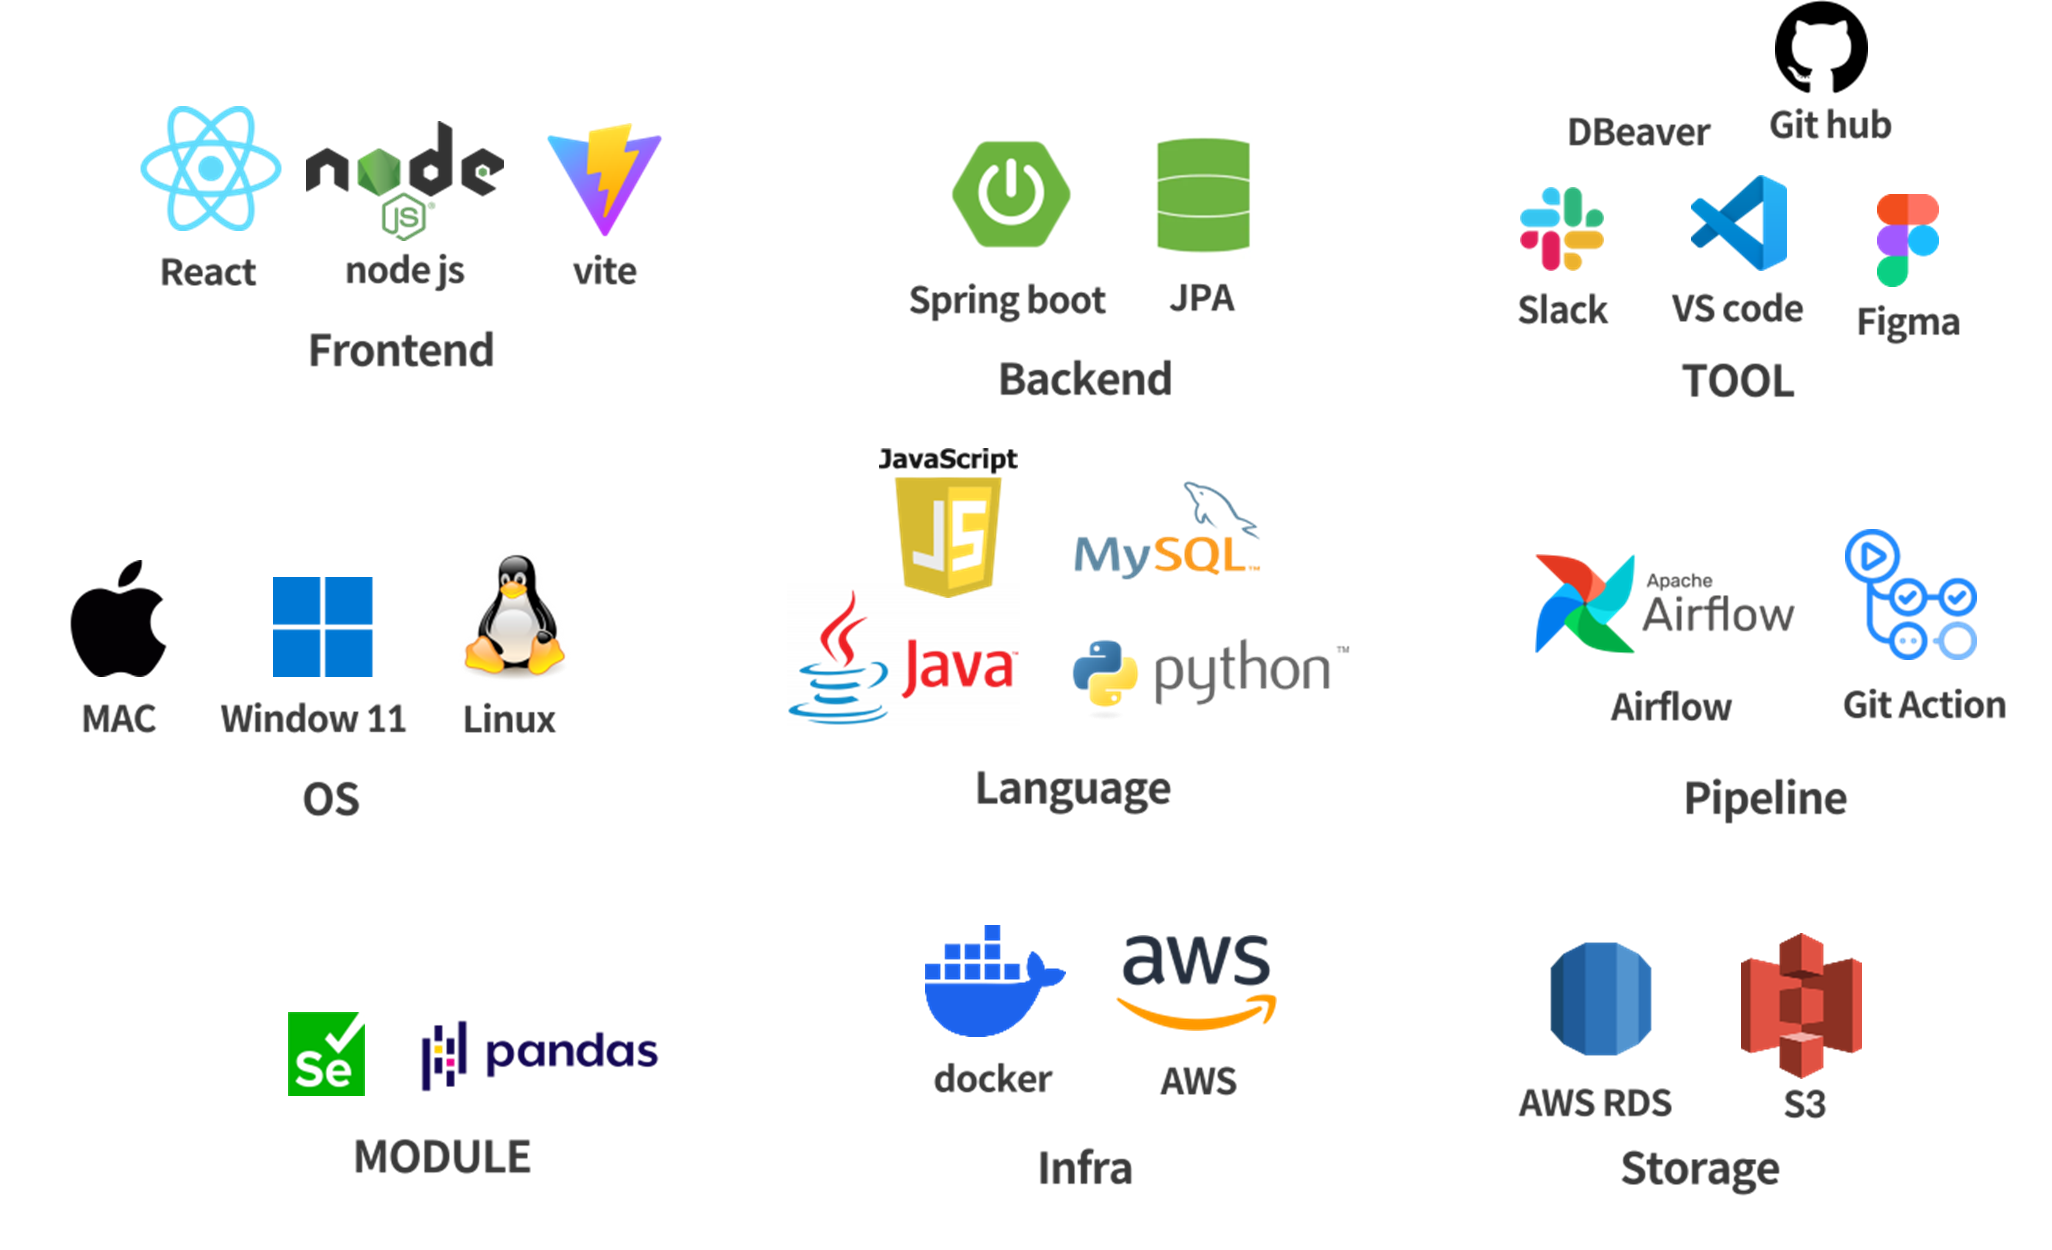 node
JS
React
node js
vite
Frontend
Spring boot
JPA
Backend
DBeaver
Git hub
Slack
VS code
Figma
TOOL
MAC
Window 11
Linux
OS
JavaScript
JS
MySQL™
Java™
python™
Language
Apache
Airflow
Airflow
Git Action
Pipeline
Se
pandas
MODULE
aws
docker
AWS
Infra
AWS RDS
S3
Storage